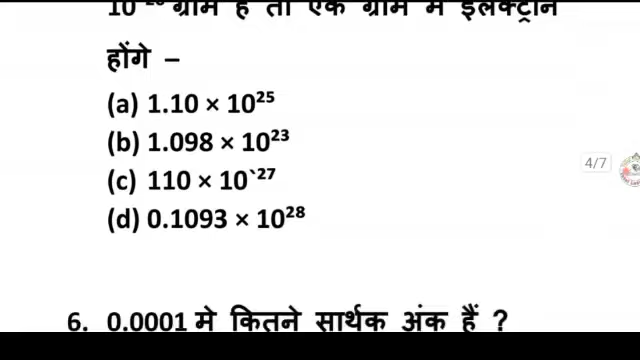 ग्राम है तो एक ग्राम में इलेक्ट्रान
होंगे –
(a) 1.10 × 10²⁵
(b) 1.098 × 10²³
(c) 110 × 10`²⁷
(d) 0.1093 × 10²⁸
4/7
6. 0.0001 मे कितने सार्थक अंक हैं ?